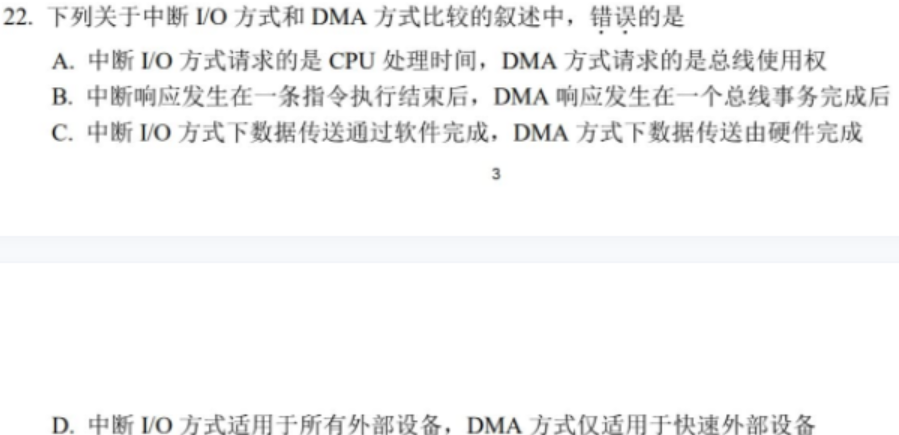 22. 下列关于中断 I/O 方式和 DMA 方式比较的叙述中，错误的是
A. 中断 I/O 方式请求的是 CPU 处理时间，DMA 方式请求的是总线使用权
B. 中断响应发生在一条指令执行结束后，DMA 响应发生在一个总线事务完成后
C. 中断 I/O 方式下数据传送通过软件完成，DMA 方式下数据传送由硬件完成
3
D. 中断 I/O 方式适用于所有外部设备，DMA 方式仅适用于快速外部设备